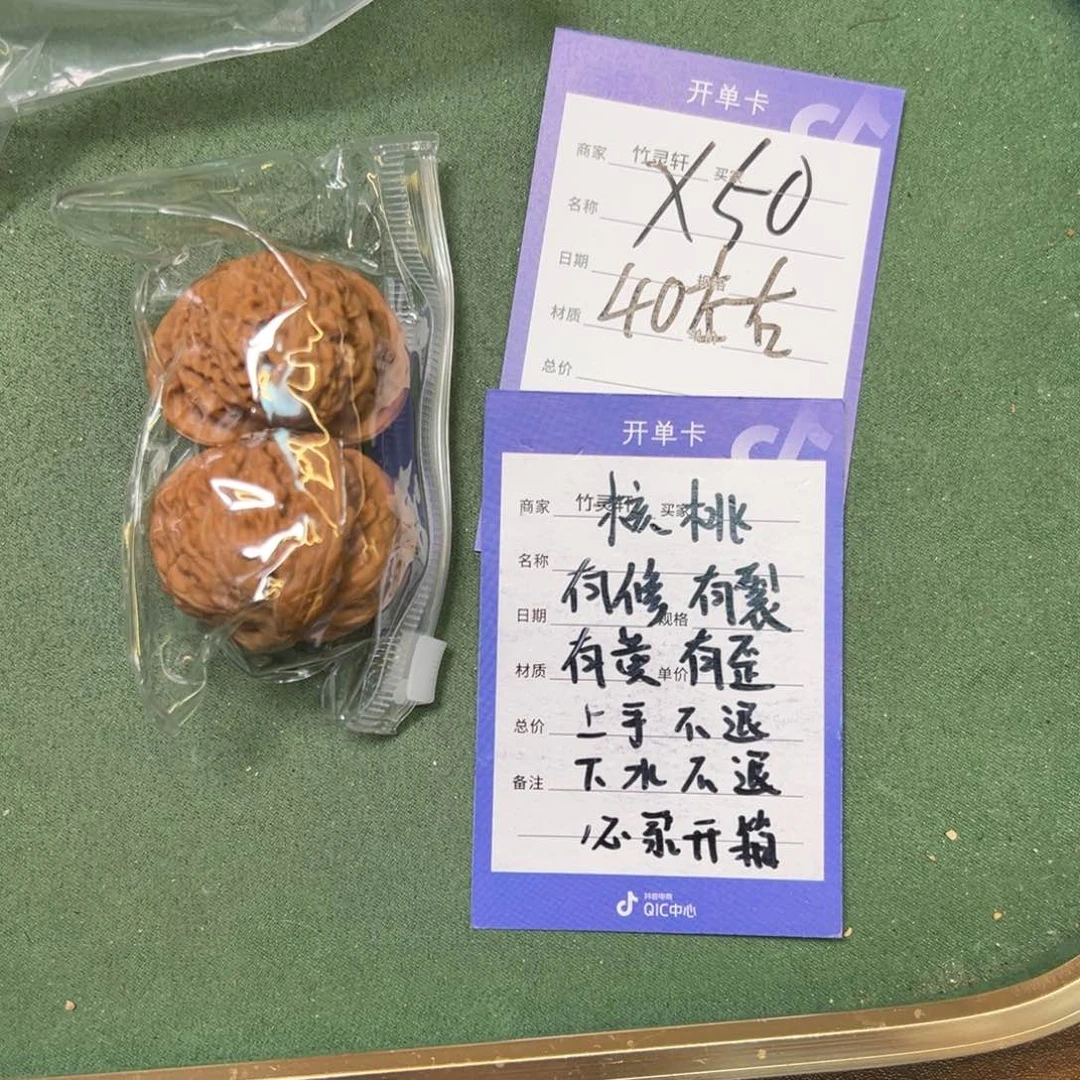 开单卡
商家 竹灵轩 买家
X50
名称
日期 规格
40左右
材质
总价
开单卡
商家 竹灵轩 买家
核桃
名称
有修 有裂
日期 规格
有黄 有歪
材质 单价
上手 不退
总价
下水 不退
备注
必录开箱
抖音电商
QIC中心